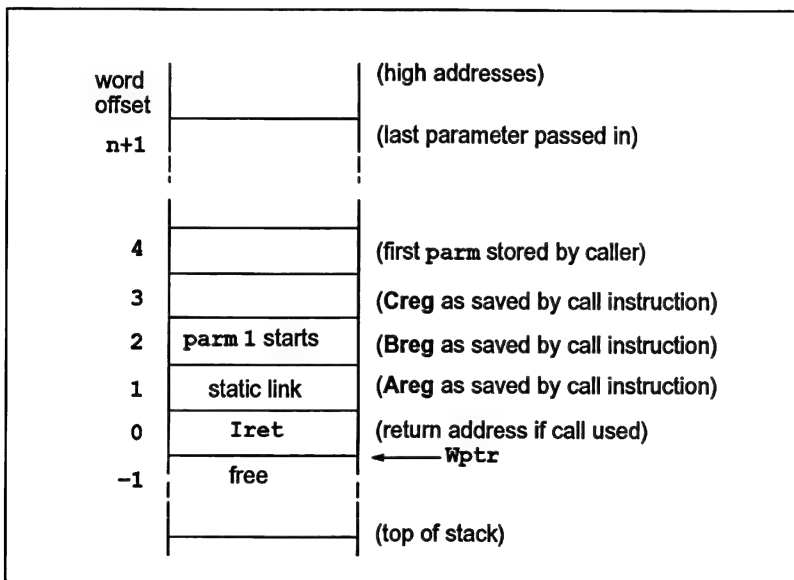 word (high addresses)
offset
n+1 (last parameter passed in)
4 (first parm stored by caller)
3 (Creg as saved by call instruction)
2 parm 1 starts (Breg as saved by call instruction)
1 static link (Areg as saved by call instruction)
0 Iret (return address if call used)
Wptr
-1 free
(top of stack)